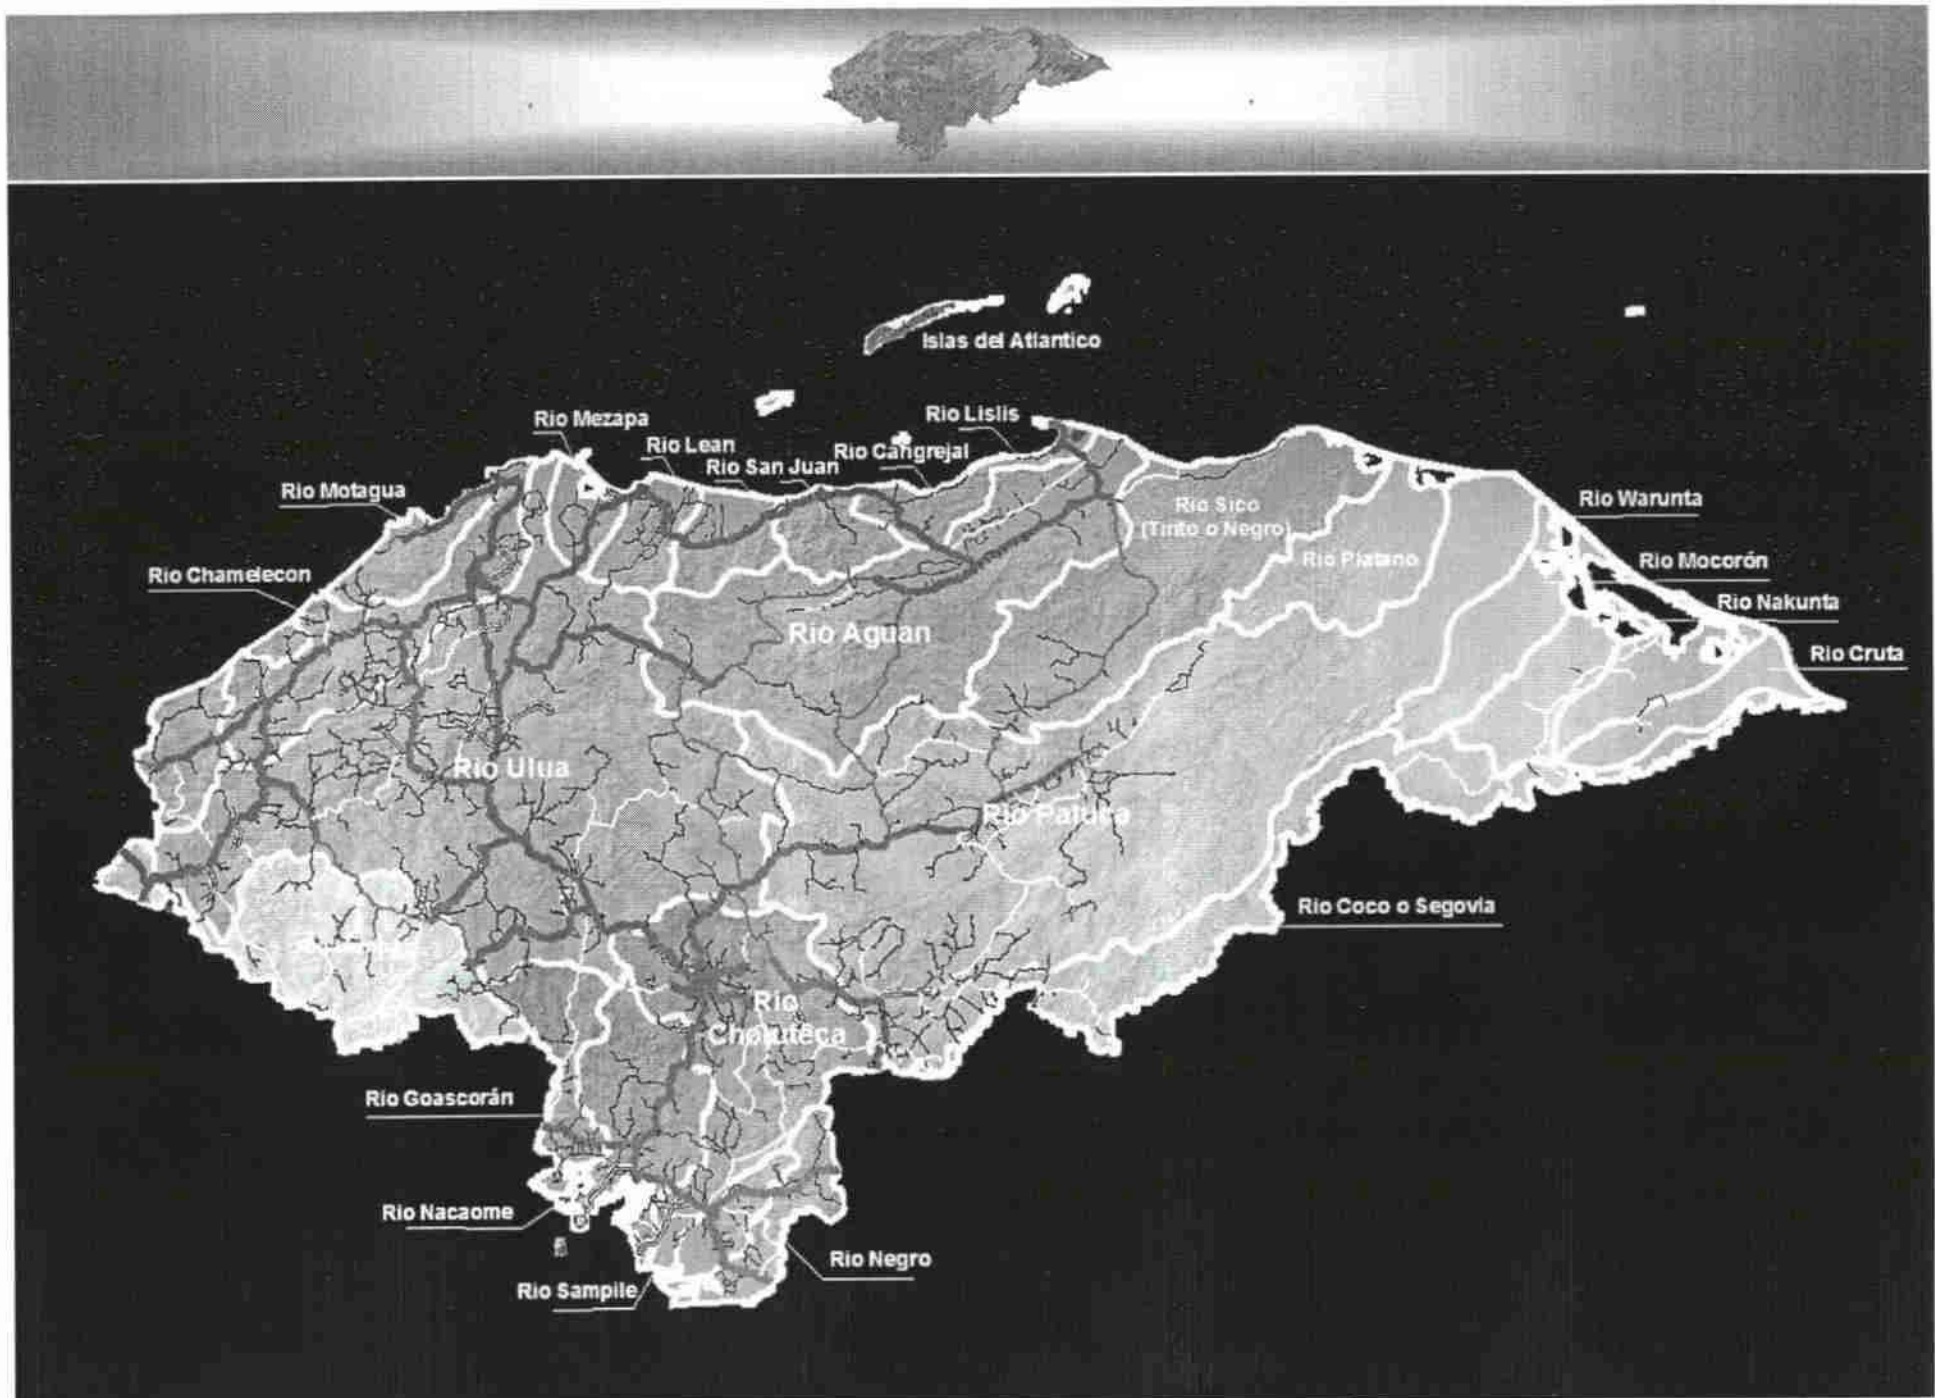 Islas del Atlantico
Rio Mezapa
Rio Lislis
Rio Lean
Rio Cangrejal
Rio San Juan
Rio Motagua
Rio Warunta
Rio Sico
(Tinto o Negro)
Rio Platano
Rio Mocorón
Rio Chamelecon
Rio Nakunta
Rio Aguan
Rio Cruta
Rio Ulua
Rio Patuca
Rio Coco o Segovia
Rio
Choluteca
Rio Goascorán
Rio Nacaome
Rio Negro
Rio Sampile